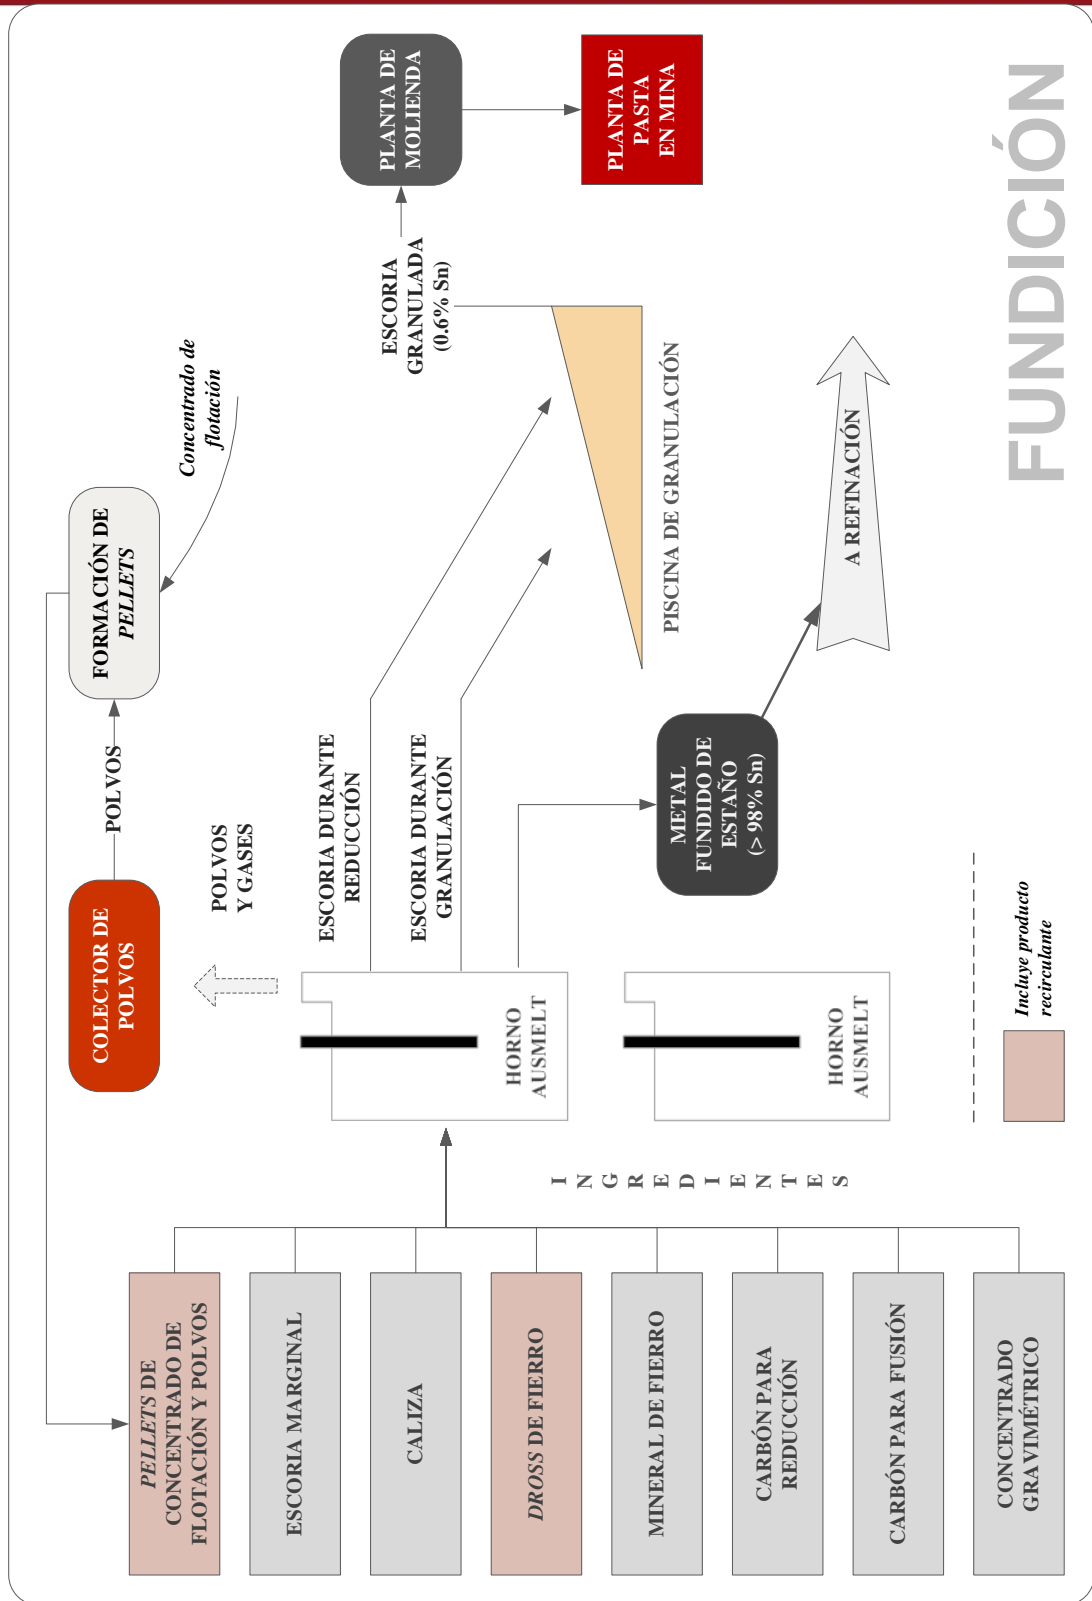 FUNDICIÓN
PELLETS DE
CONCENTRADO DE
FLOTACIÓN Y POLVOS
ESCORIA MARGINAL
CALIZA
DROSS DE FIERRO
MINERAL DE FIERRO
CARBÓN PARA
REDUCCIÓN
CARBÓN PARA FUSIÓN
CONCENTRADO
GRAVIMÉTRICO
I
N
G
R
E
D
I
E
N
T
E
S
COLECTOR DE
POLVOS
POLVOS
FORMACIÓN DE
PELLETS
Concentrado de
flotación
POLVOS
Y GASES
HORNO
AUSMELT
HORNO
AUSMELT
ESCORIA DURANTE
REDUCCIÓN
ESCORIA DURANTE
GRANULACIÓN
METAL
FUNDIDO DE
ESTAÑO
(> 98% Sn)
PISCINA DE GRANULACIÓN
ESCORIA
GRANULADA
(0.6% Sn)
PLANTA DE
MOLIENDA
PLANTA DE
PASTA
EN MINA
A REFINACIÓN
Incluye producto
recirculante